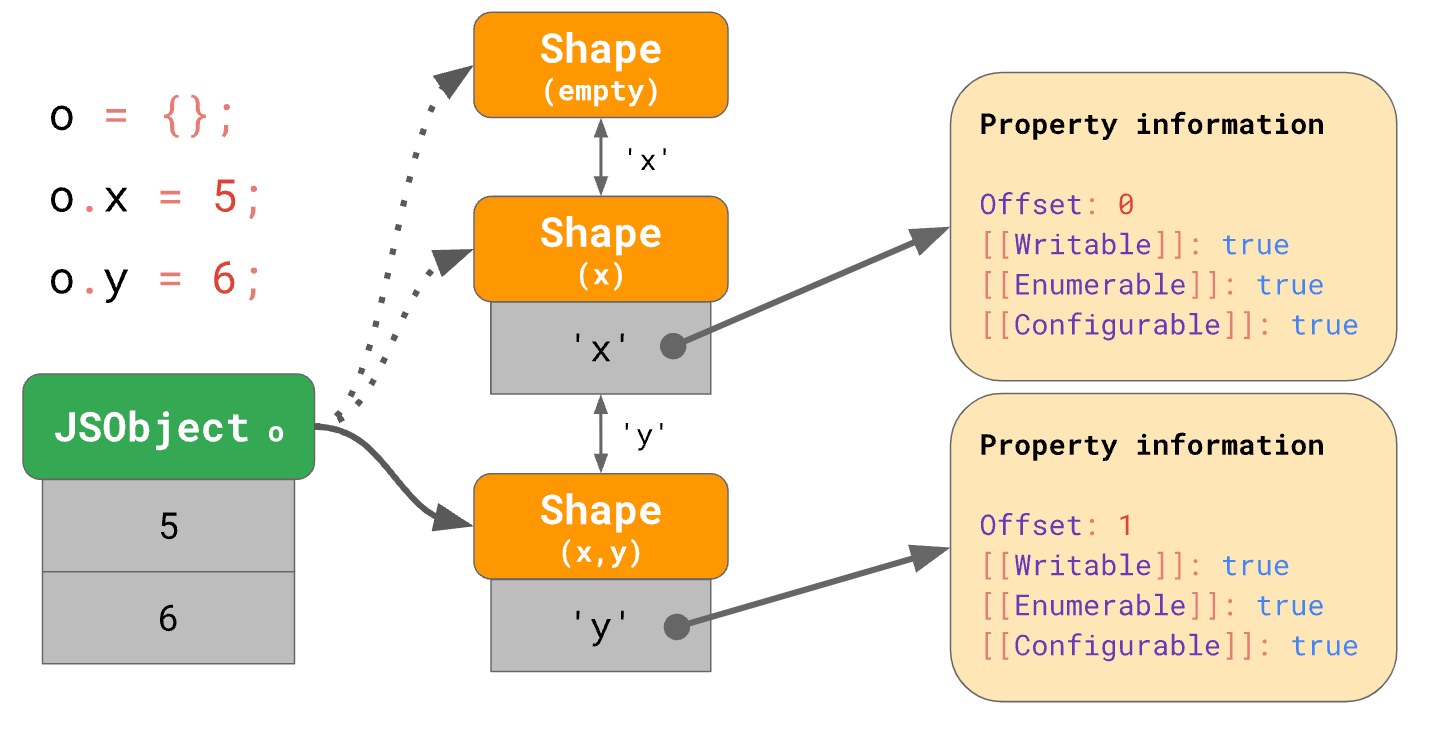 o = {};
o.x = 5;
o.y = 6;
JSObject o
5
6
Shape
(empty)
'x'
Shape
(x)
'x'
'y'
Shape
(x,y)
'y'
Property information
Offset: 0
[[Writable]]: true
[[Enumerable]]: true
[[Configurable]]: true
Property information
Offset: 1
[[Writable]]: true
[[Enumerable]]: true
[[Configurable]]: true